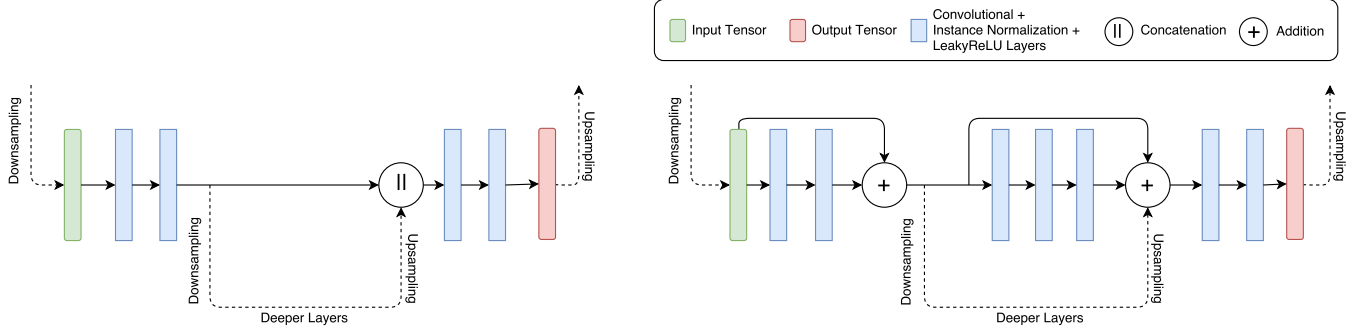 Input Tensor
Output Tensor
Convolutional +
Instance Normalization +
LeakyReLU Layers
||
Concatenation
+
Addition
Downsampling
||
Downsampling
Upsampling
Deeper Layers
Upsampling
Downsampling
+
+
Downsampling
Upsampling
Deeper Layers
Upsampling